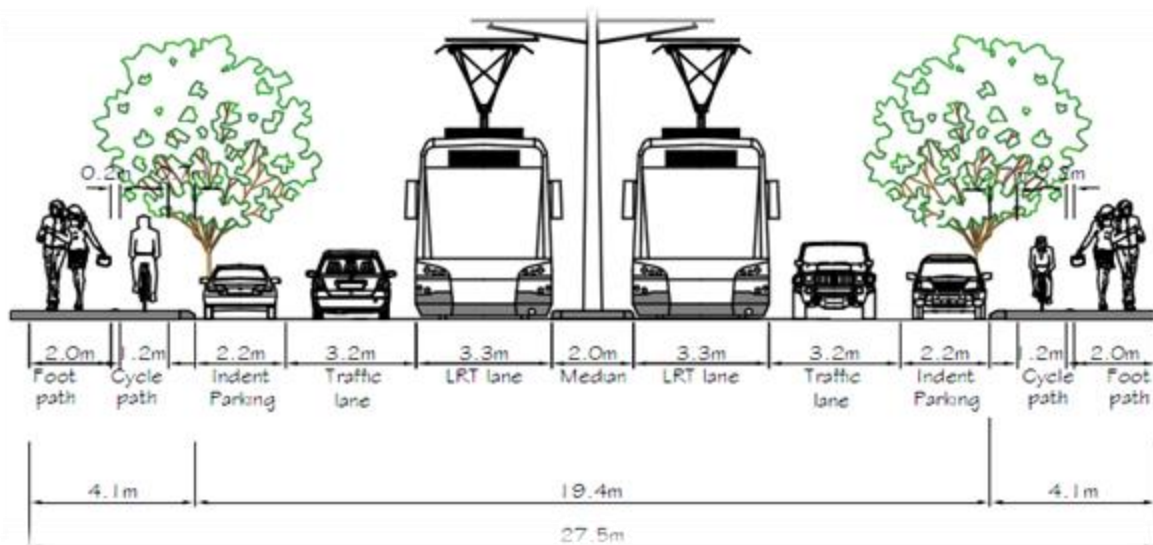 0.2m
2.0m 1.2m 2.2m 3.2m 3.3m 2.0m 3.3m 3.2m 2.2m 1.2m 2.0m
Foot Cycle Indent Traffic LRT lane Median LRT lane Traffic Indent Cycle Foot
path path Parking lane lane Parking path path
4.1m 19.4m 4.1m
27.5m